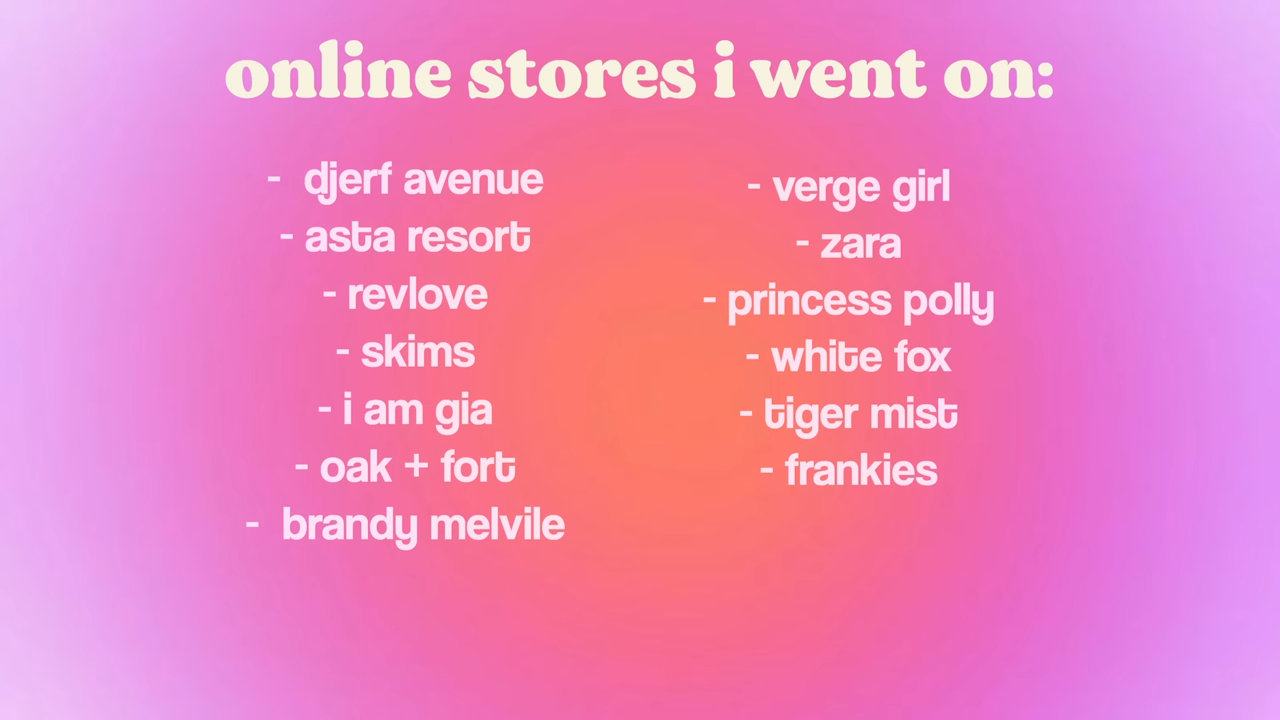 online stores i went on:
- djerf avenue
- asta resort
- revlove
- skims
- i am gia
- oak + fort
- brandy melvile
- verge girl
- zara
- princess polly
- white fox
- tiger mist
- frankies